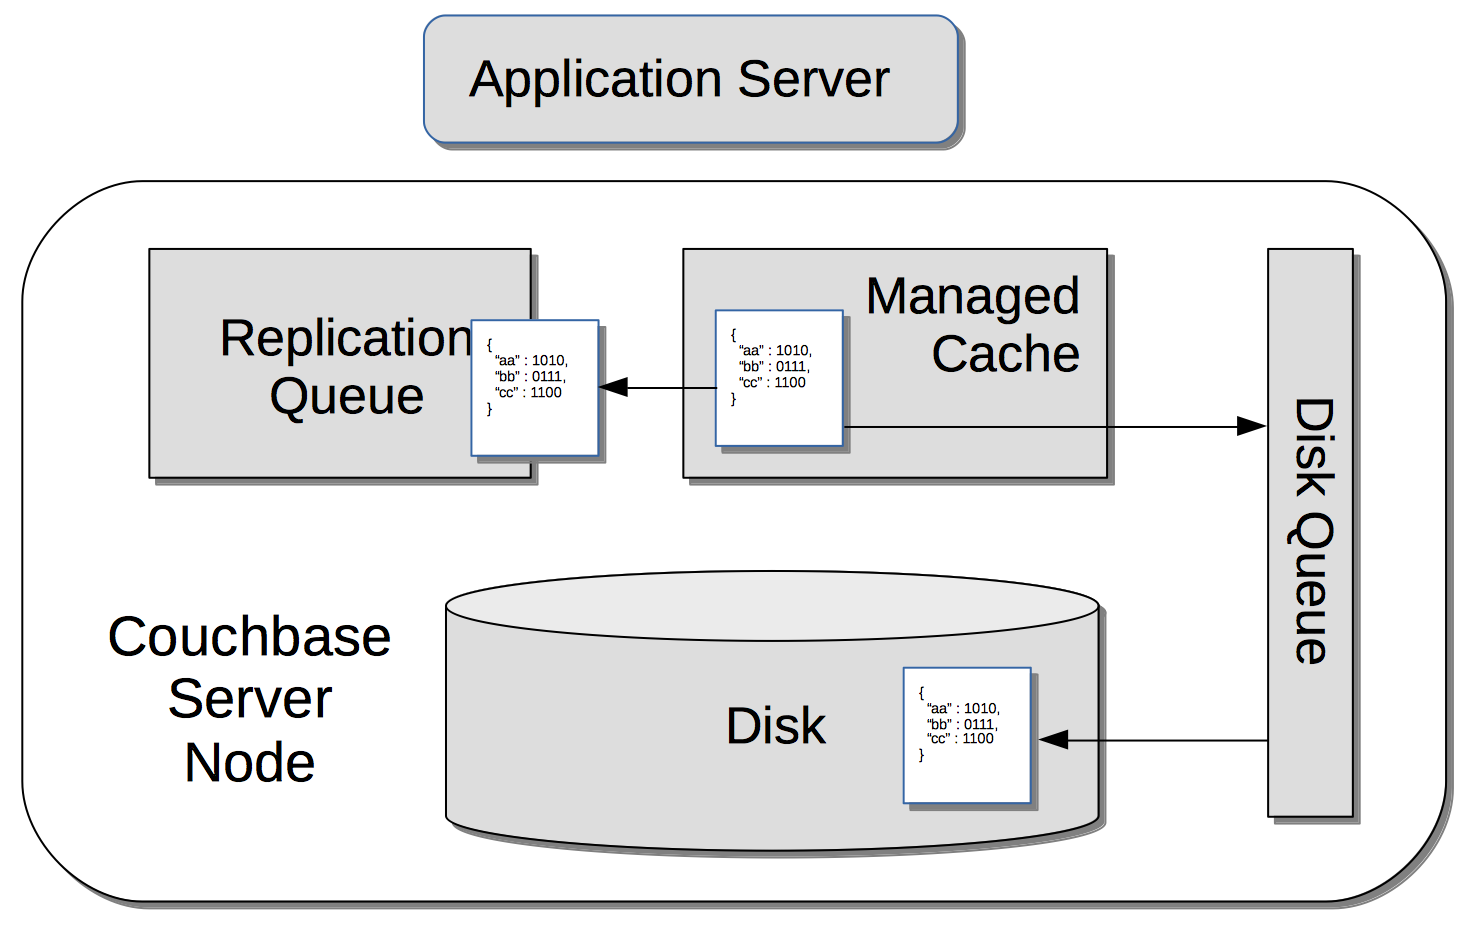 Application Server
Replication
Queue
{
“aa” : 1010,
“bb” : 0111,
“cc” : 1100
}
{
“aa” : 1010,
“bb” : 0111,
“cc” : 1100
}
Managed
Cache
Disk Queue
Couchbase
Server
Node
Disk
{
“aa” : 1010,
“bb” : 0111,
“cc” : 1100
}